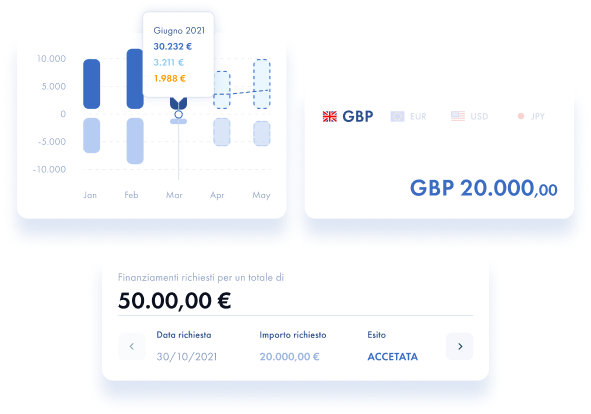 Giugno 2021
30.232 €
3.211 €
1.988 €
10.000
5.000
0
-5.000
-10.000
Jan Feb Mar Apr May
GBP EUR USD JPY
GBP 20.000,00
Finanziamenti richiesti per un totale di
50.00,00 €
Data richiesta Importo richiesto Esito
30/10/2021 20.000,00 € ACCETATA